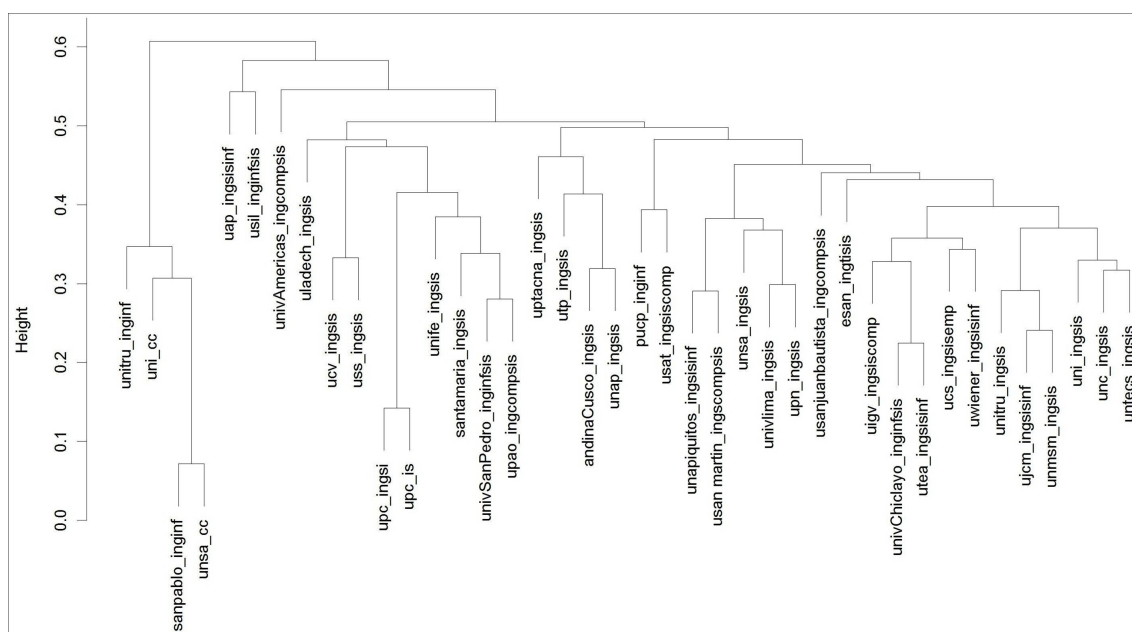 Height
0.6
0.5
0.4
0.3
0.2
0.1
0.0
unitru_inginf
uni_cc
sanpablo_inginf
unsa_cc
uap_ingsisinf
usil_inginfsis
univAmericas_ingcompsis
uladech_ingsis
ucv_ingsis
uss_ingsis
upc_ingsi
upc_is
unife_ingsis
santamaria_ingsis
univSanPedro_inginfsis
upao_ingcompsis
uptacna_ingsis
utp_ingsis
andinaCusco_ingsis
unap_ingsis
pucp_inginf
usat_ingsiscomp
unapiquitos_ingsisinf
usan martin_ingscompsis
unsa_ingsis
univlima_ingsis
upn_ingsis
usanjuanbautista_ingcompsis
esan_ingtisis
uigv_ingsiscomp
univChiclayo_inginfsis
utea_ingsisinf
ucs_ingsisemp
uwiener_ingsisinf
unitru_ingsis
ujcm_ingsisinf
unmsm_ingsis
uni_ingsis
unc_ingsis
untecs_ingsis